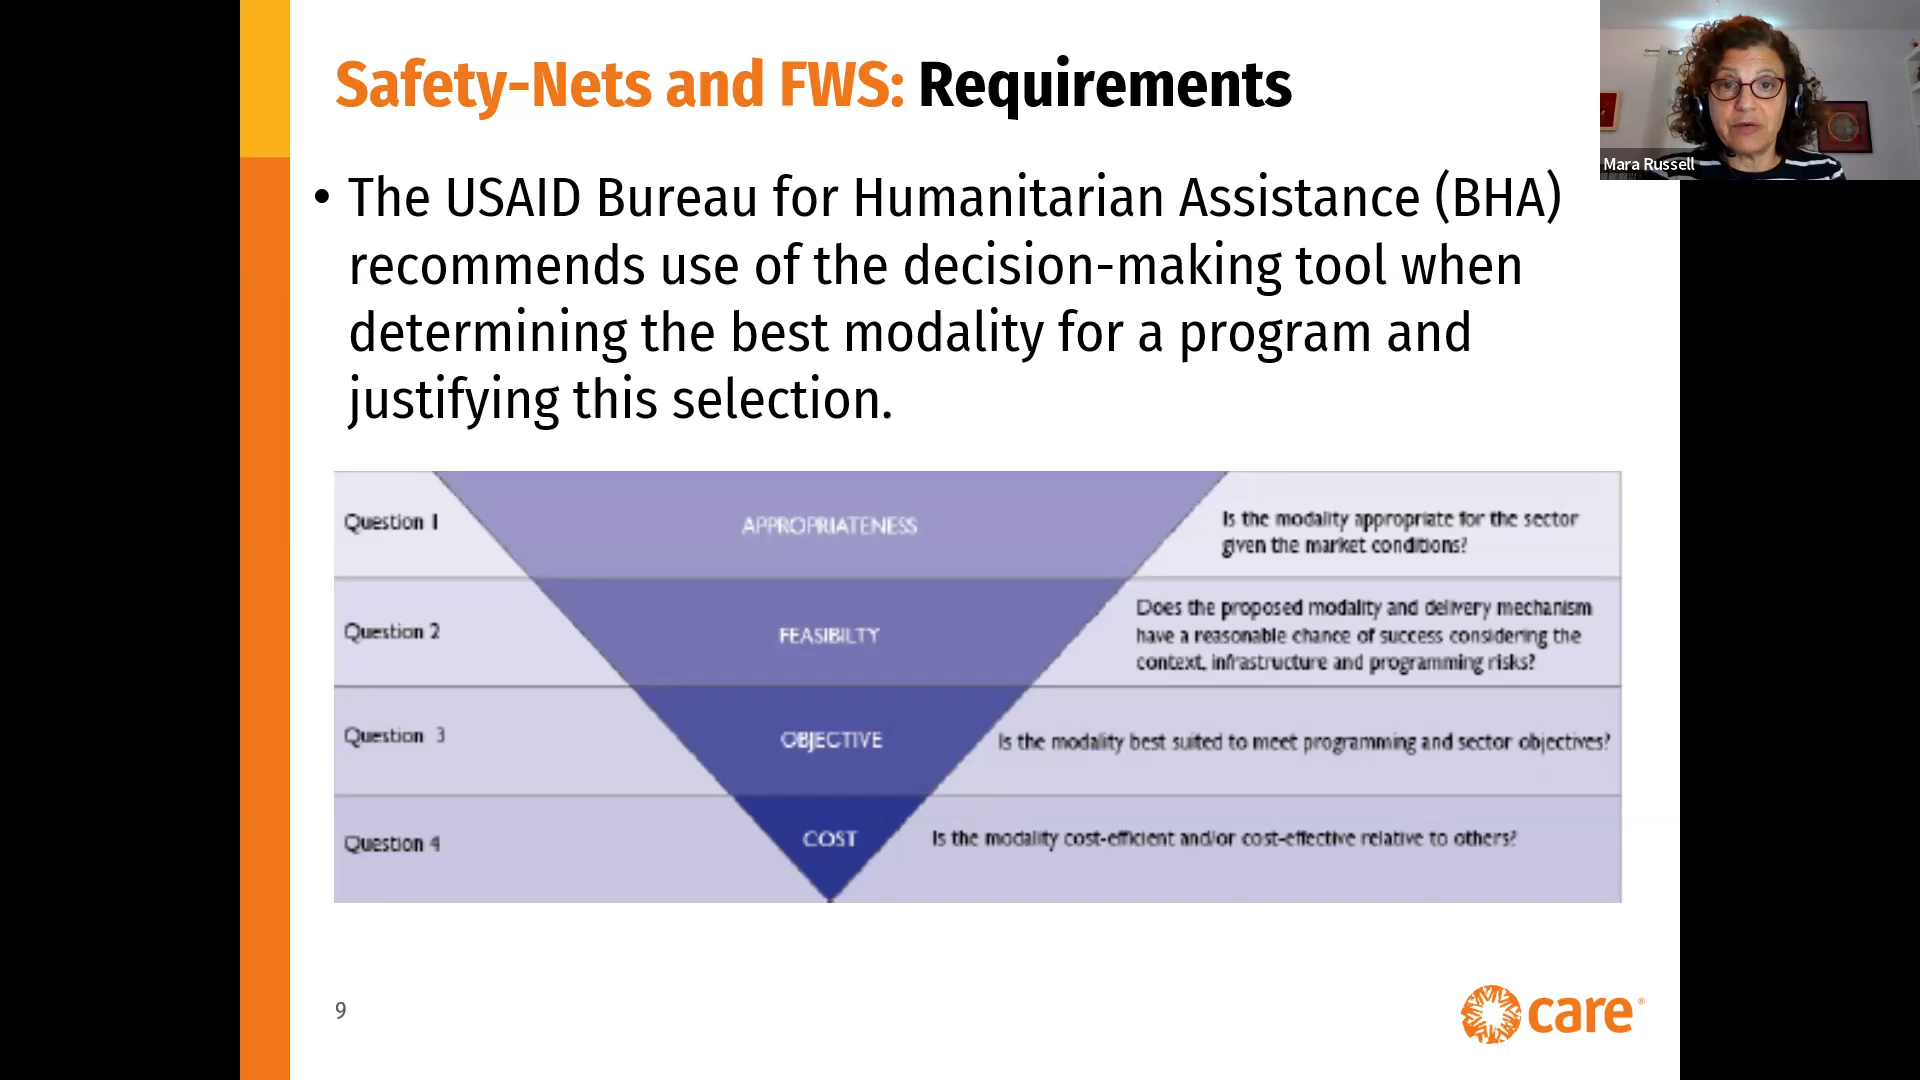 Safety-Nets and FWS: Requirements
Mara Russell
• The USAID Bureau for Humanitarian Assistance (BHA)
recommends use of the decision-making tool when
determining the best modality for a program and
justifying this selection.
Question 1
APPROPRIATENESS
Is the modality appropriate for the sector
given the market conditions?
Question 2
FEASIBILTY
Does the proposed modality and delivery mechanism
have a reasonable chance of success considering the
context, infrastructure and programming risks?
Question 3
OBJECTIVE
Is the modality best suited to meet programming and sector objectives?
Question 4
COST
Is the modality cost-efficient and/or cost-effective relative to others?
9
care®